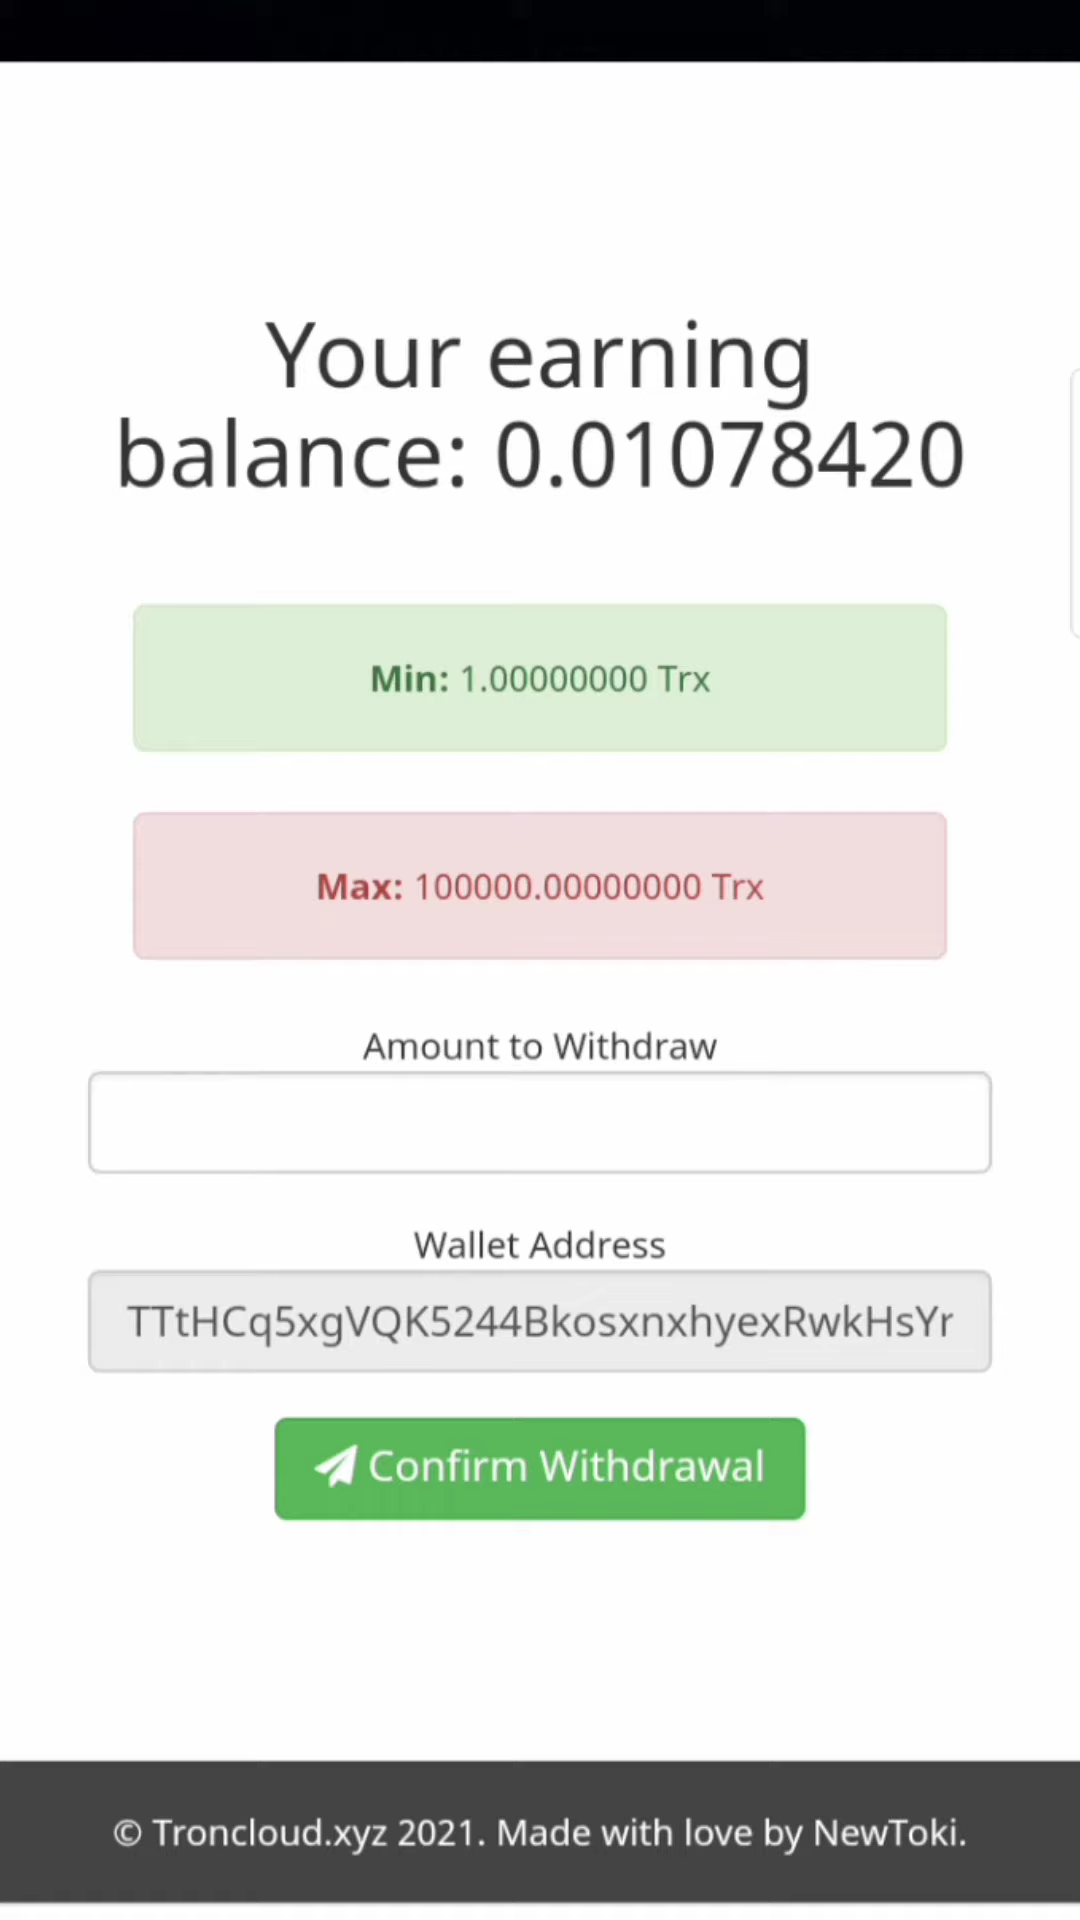 Your earning
balance: 0.01078420
Min: 1.00000000 Trx
Max: 100000.00000000 Trx
Amount to Withdraw
Wallet Address
TTtHCq5xgVQK5244BkosxnxhyexRwkHsYr
Confirm Withdrawal
© Troncloud.xyz 2021. Made with love by NewToki.